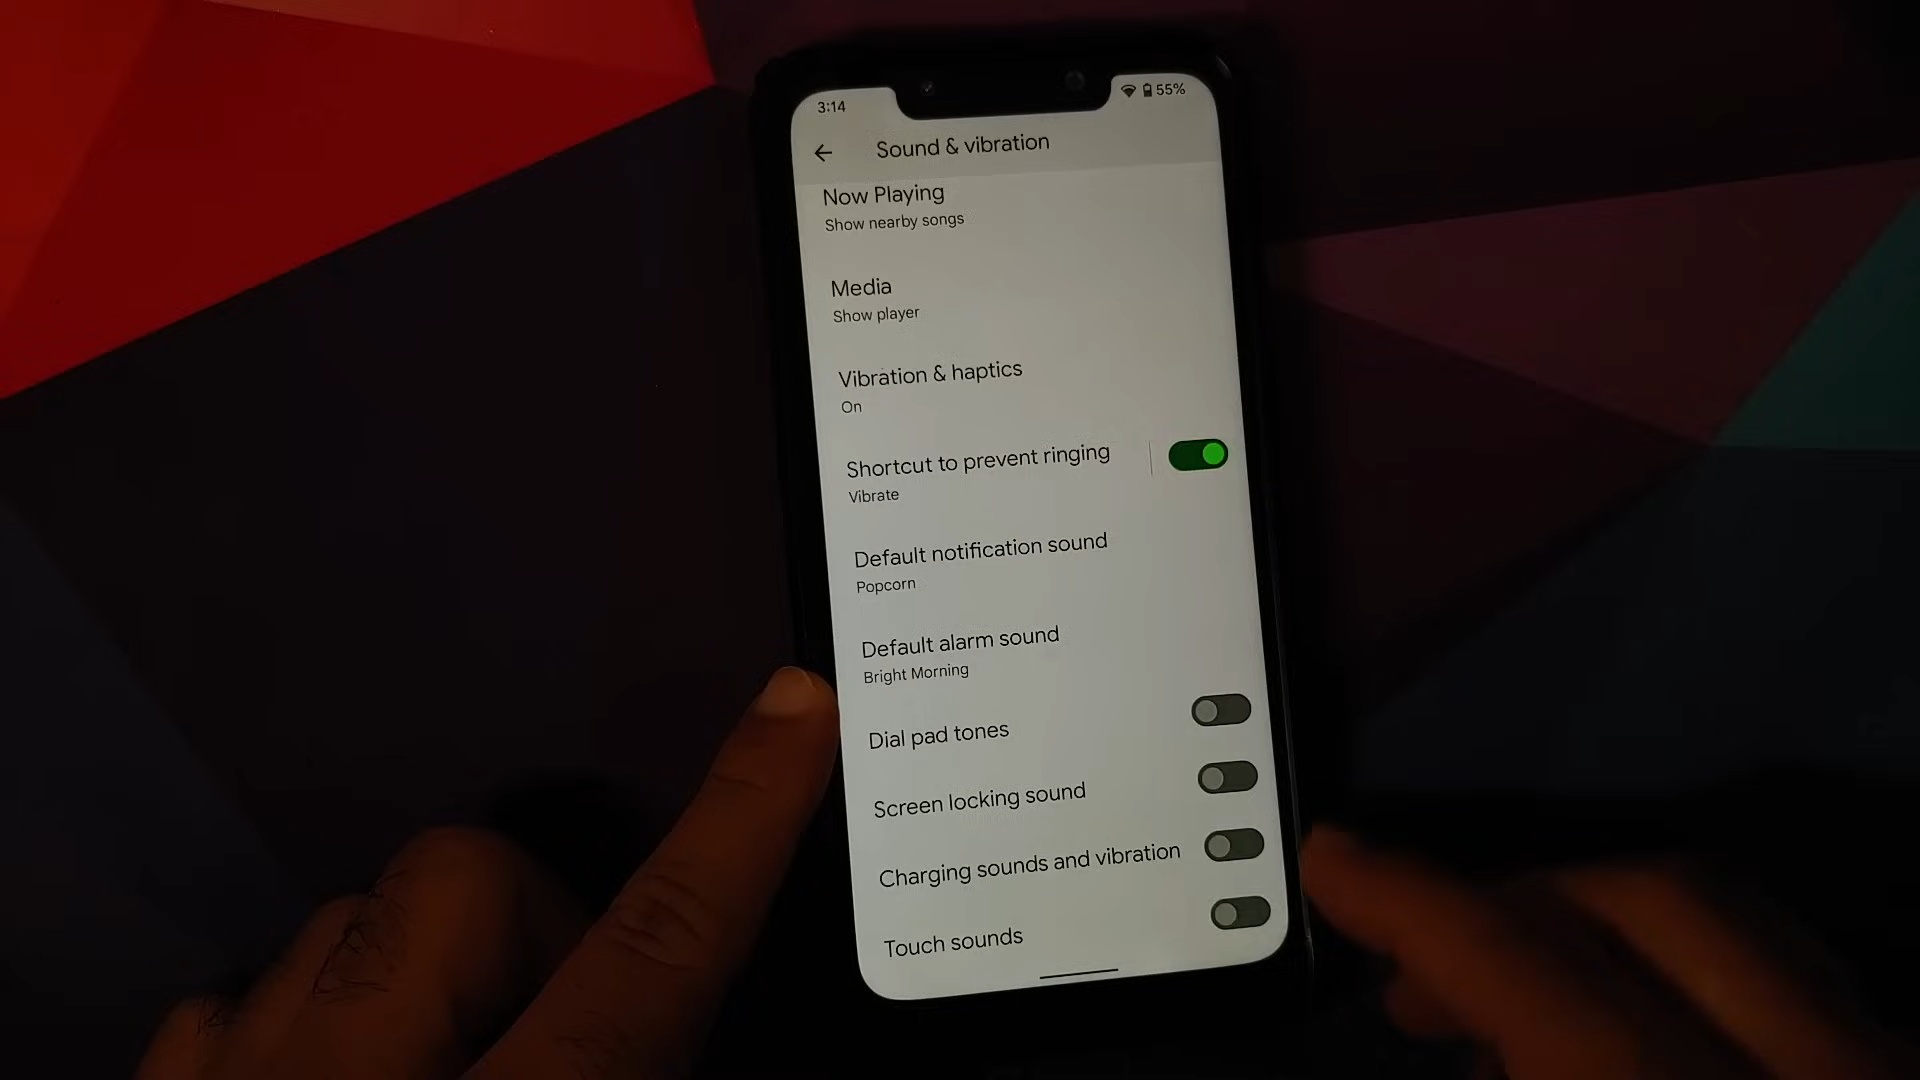 3:14
55%
Sound & vibration
Now Playing
Show nearby songs
Media
Show player
Vibration & haptics
On
Shortcut to prevent ringing
Vibrate
Default notification sound
Popcorn
Default alarm sound
Bright Morning
Dial pad tones
Screen locking sound
Charging sounds and vibration
Touch sounds